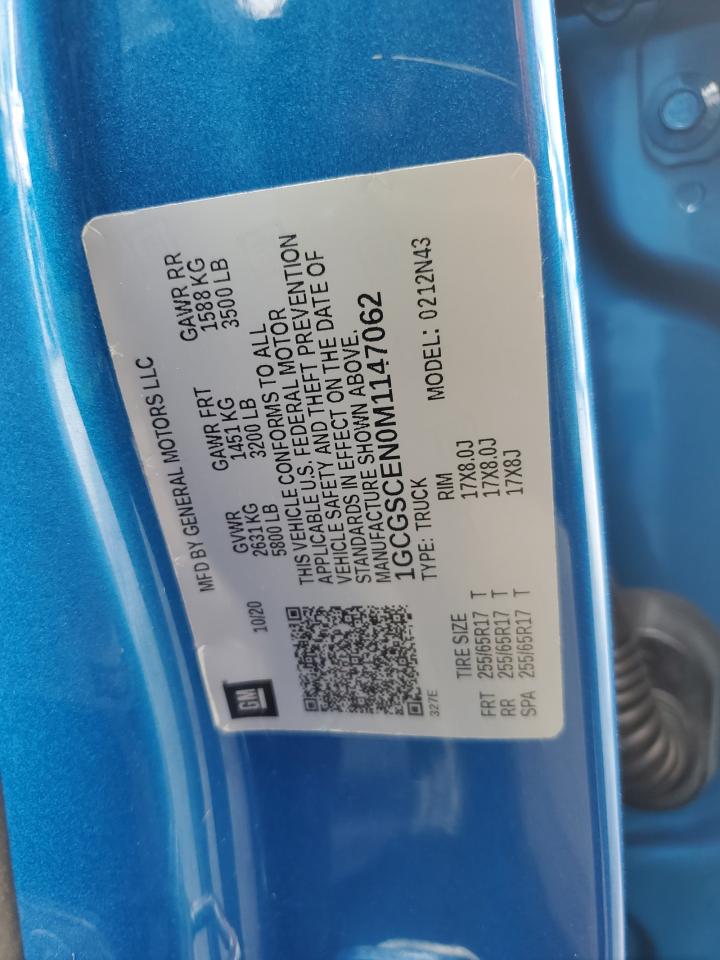 GM
MFD BY GENERAL MOTORS LLC
10/20
GVWR GAWR FRT GAWR RR
2631 KG 1451 KG 1588 KG
5800 LB 3200 LB 3500 LB
THIS VEHICLE CONFORMS TO ALL
APPLICABLE U.S. FEDERAL MOTOR
VEHICLE SAFETY AND THEFT PREVENTION
STANDARDS IN EFFECT ON THE DATE OF
MANUFACTURE SHOWN ABOVE.
1GCGSCEN0M1147062
TYPE: TRUCK MODEL: 0212N43
327E
TIRE SIZE RIM
FRT 255/65R17 T 17X8.0J
RR 255/65R17 T 17X8.0J
SPA 255/65R17 T 17X8J